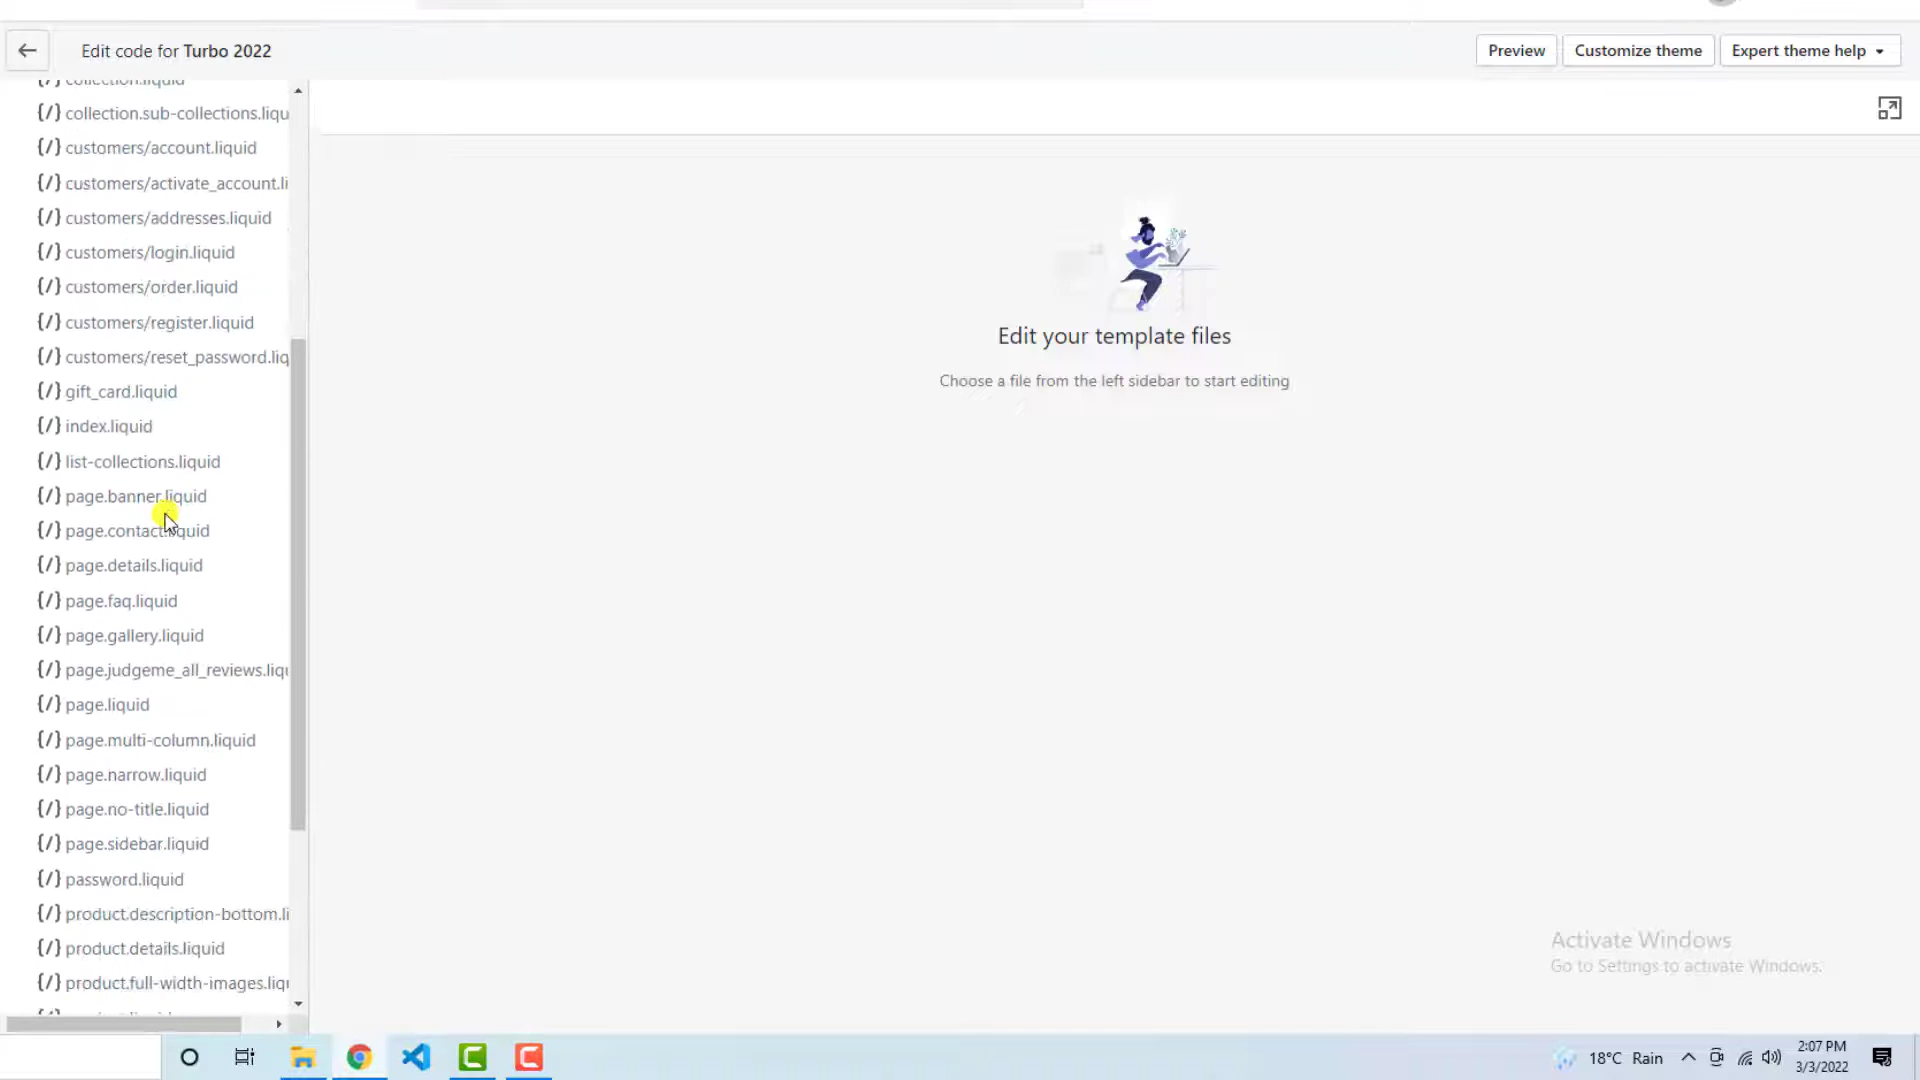 Edit code for Turbo 2022
Preview
Customize theme
Expert theme help
collection.liquid
{/} collection.sub-collections.liqu
{/} customers/account.liquid
{/} customers/activate_account.li
{/} customers/addresses.liquid
{/} customers/login.liquid
{/} customers/order.liquid
{/} customers/register.liquid
{/} customers/reset_password.liq
{/} gift_card.liquid
{/} index.liquid
{/} list-collections.liquid
{/} page.banner.liquid
{/} page.contact.liquid
{/} page.details.liquid
{/} page.faq.liquid
{/} page.gallery.liquid
{/} page.judgeme_all_reviews.liqu
{/} page.liquid
{/} page.multi-column.liquid
{/} page.narrow.liquid
{/} page.no-title.liquid
{/} page.sidebar.liquid
{/} password.liquid
{/} product.description-bottom.li
{/} product.details.liquid
{/} product.full-width-images.liqu
Edit your template files
Choose a file from the left sidebar to start editing
Activate Windows
Go to Settings to activate Windows.
18°C Rain
2:07 PM
3/3/2022